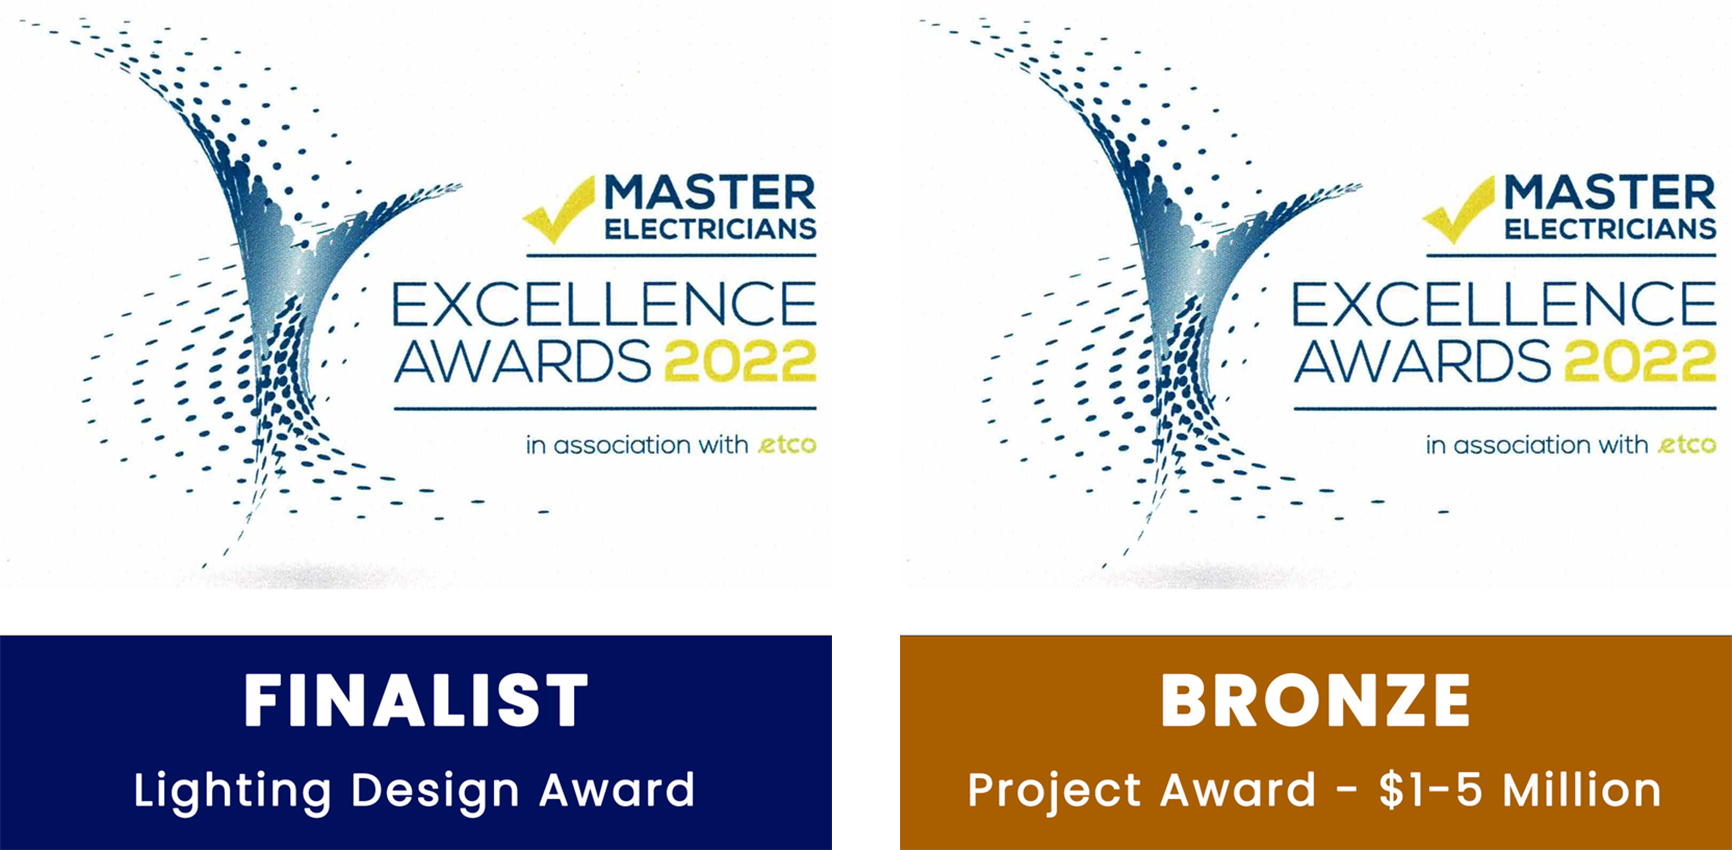 MASTER
ELECTRICIANS
EXCELLENCE
AWARDS 2022
in association with etco
FINALIST
Lighting Design Award
MASTER
ELECTRICIANS
EXCELLENCE
AWARDS 2022
in association with etco
BRONZE
Project Award - $1-5 Million